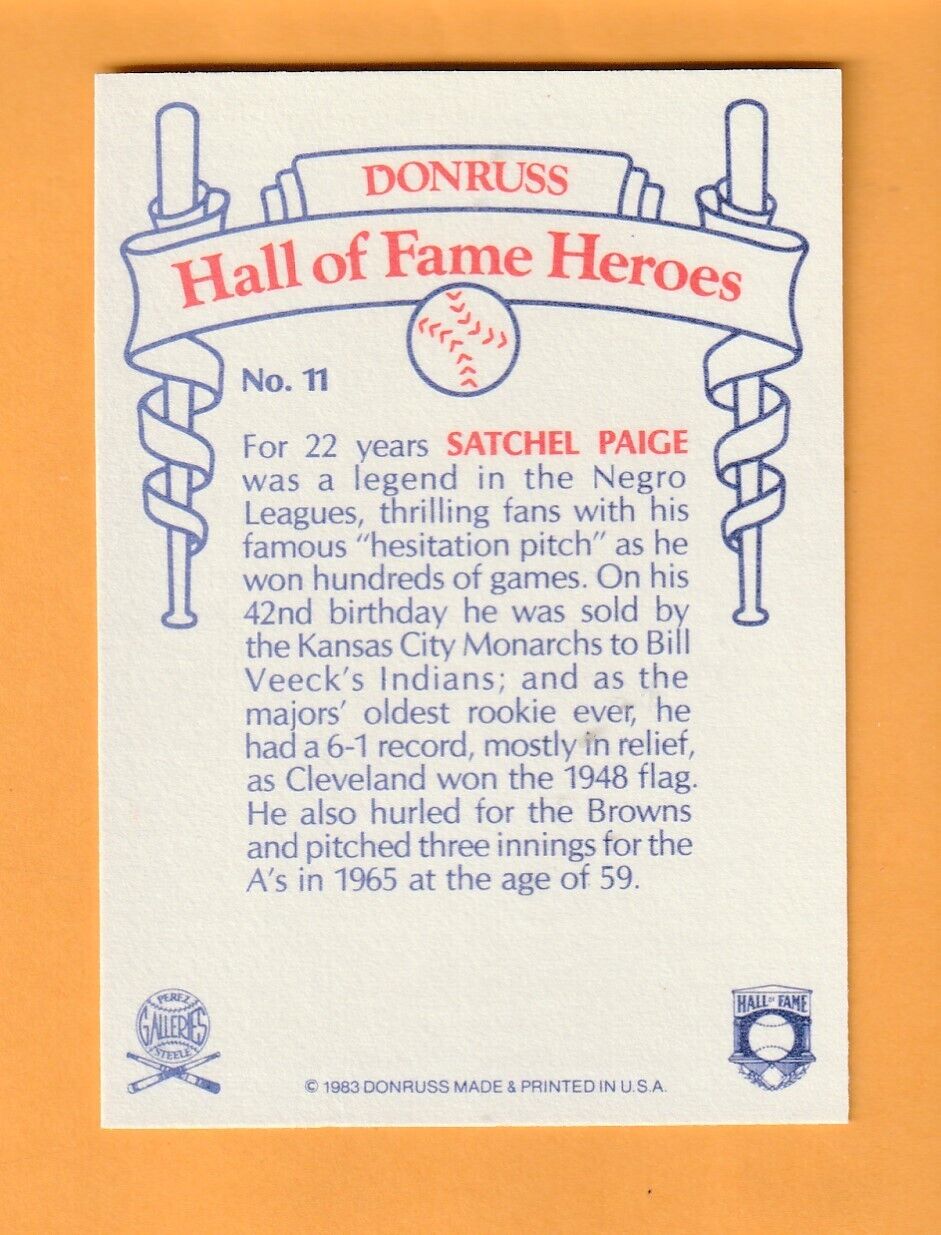 DONRUSS
Hall of Fame Heroes
No. 11
For 22 years SATCHEL PAIGE
was a legend in the Negro
Leagues, thrilling fans with his
famous "hesitation pitch" as he
won hundreds of games. On his
42nd birthday he was sold by
the Kansas City Monarchs to Bill
Veeck's Indians; and as the
majors' oldest rookie ever, he
had a 6-1 record, mostly in relief,
as Cleveland won the 1948 flag.
He also hurled for the Browns
and pitched three innings for the
A's in 1965 at the age of 59.
PEREZ
GALLERIES
STEELE
HALL OF FAME
© 1983 DONRUSS MADE & PRINTED IN U.S.A.